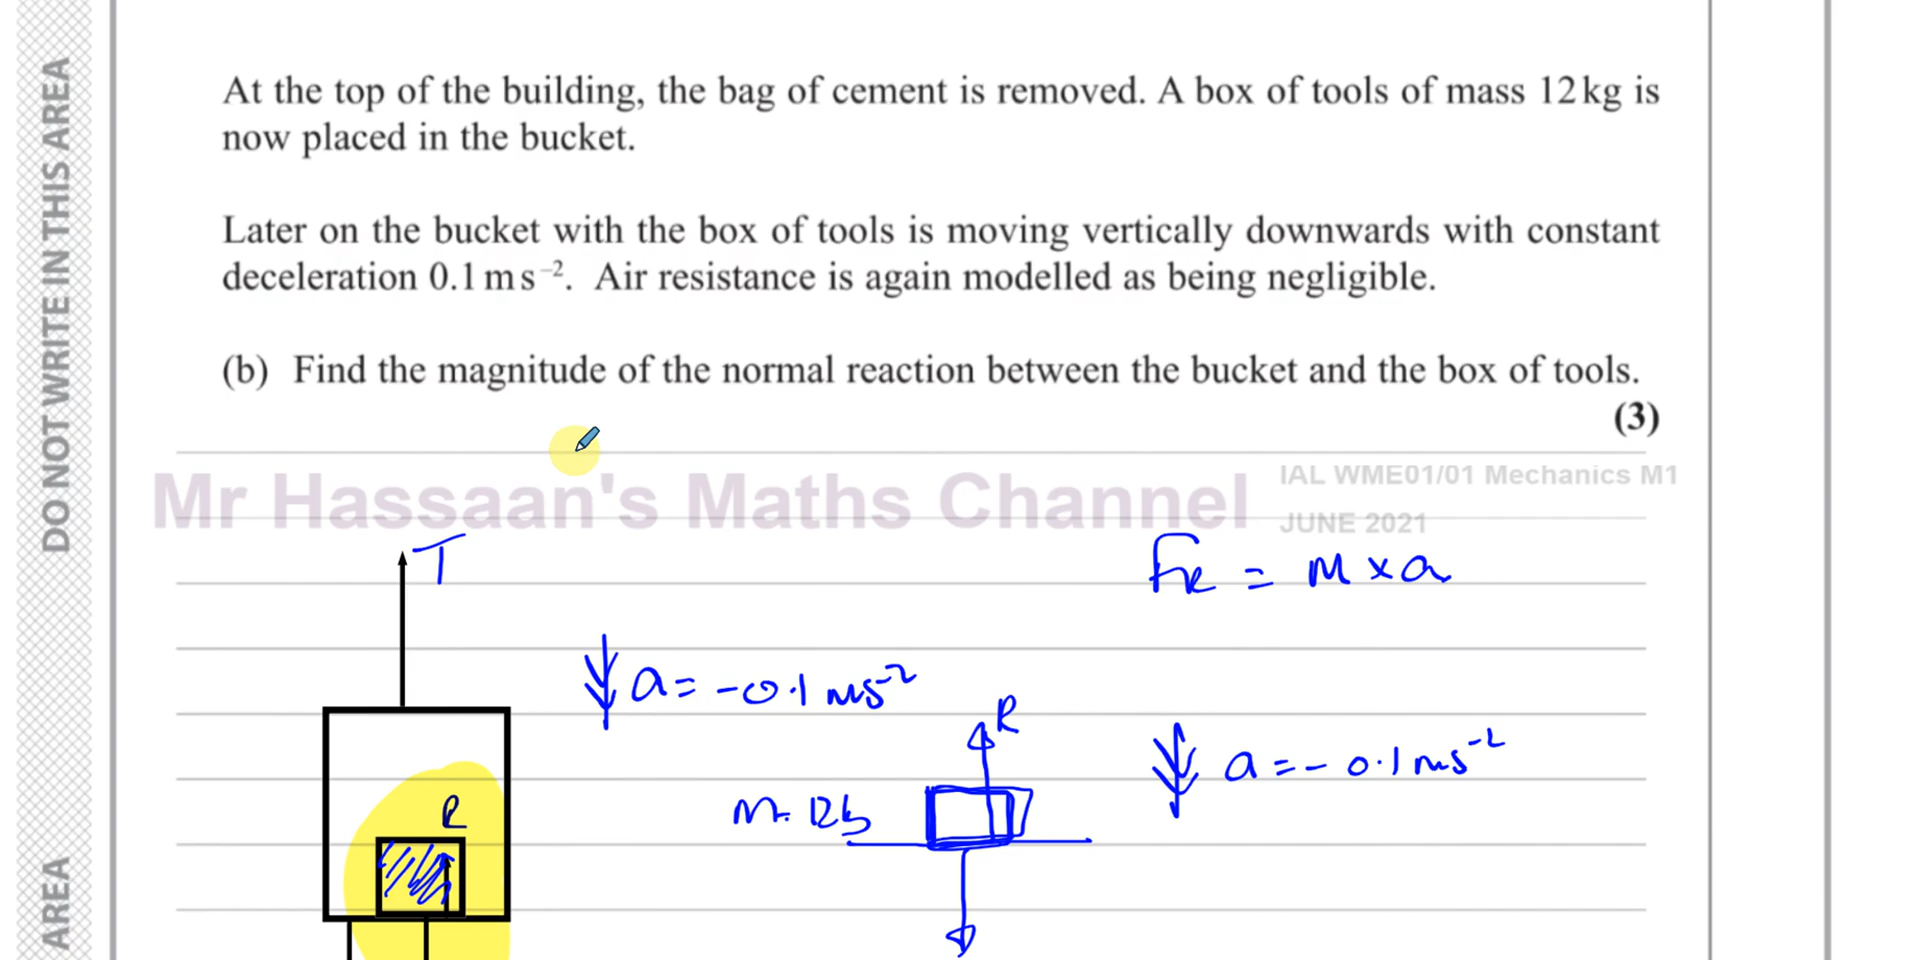 DO NOT WRITE IN THIS AREA
AREA
At the top of the building, the bag of cement is removed. A box of tools of mass 12 kg is
now placed in the bucket.
Later on the bucket with the box of tools is moving vertically downwards with constant
deceleration 0.1 m s⁻². Air resistance is again modelled as being negligible.
(b) Find the magnitude of the normal reaction between the bucket and the box of tools.
(3)
Mr Hassaan's Maths Channel
IAL WME01/01 Mechanics M1
JUNE 2021
T
a = -0.1 ms⁻²
R
R
a = - 0.1 ms⁻²
= m × a